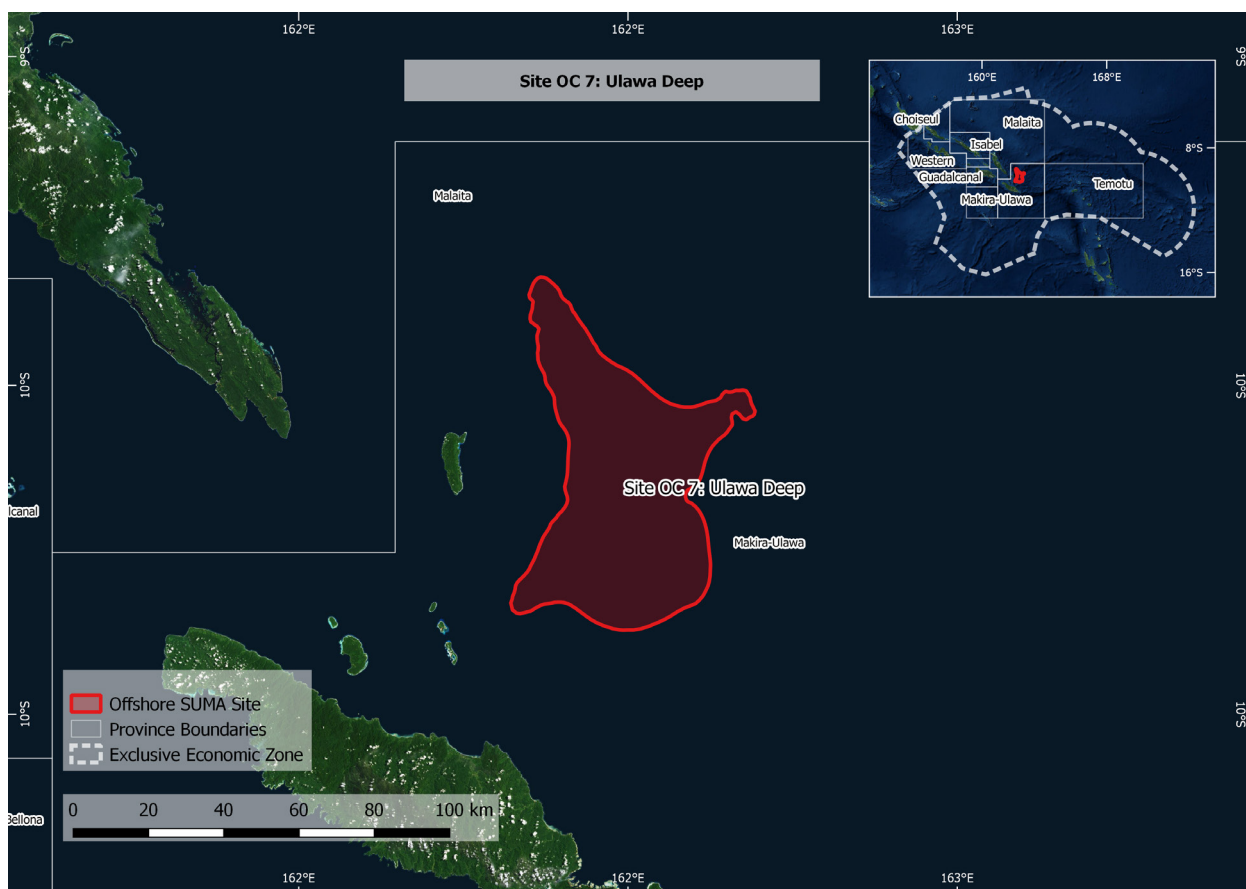 162°E
162°E
163°E
9°S
9°S
Site OC 7: Ulawa Deep
160°E
168°E
Choiseul
Malaita
Isabel
8°S
Western
Guadalcanal
Temotu
Makira-Ulawa
16°S
Malaita
10°S
10°S
Site OC 7: Ulawa Deep
lcanal
Makira-Ulawa
Offshore SUMA Site
Province Boundaries
Exclusive Economic Zone
10°S
10°S
0 20 40 60 80 100 km
Bellona
162°E
162°E
163°E